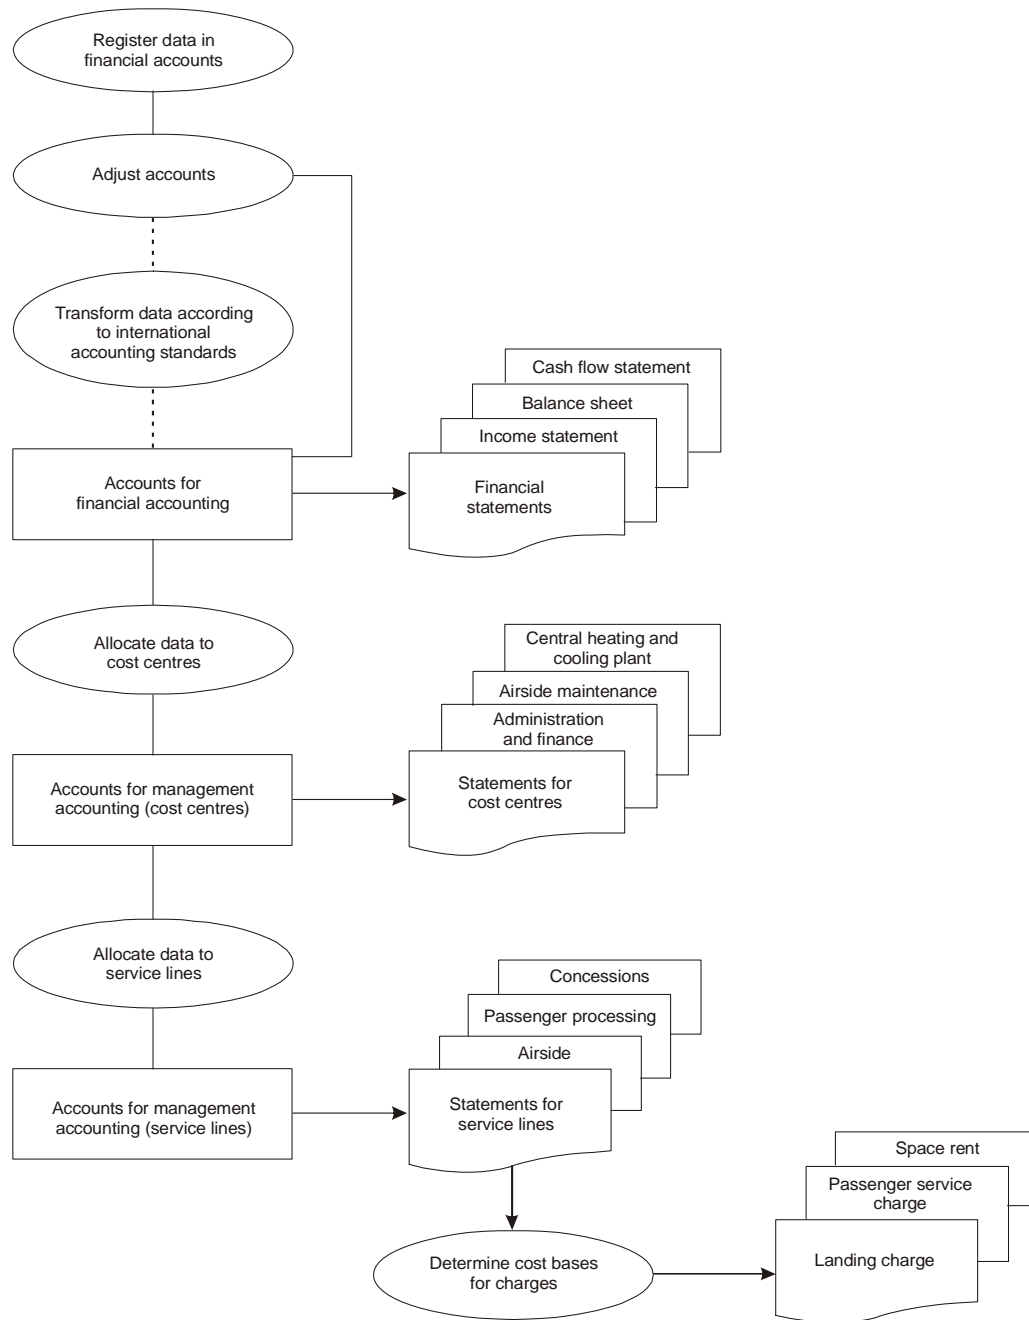 Register data in
financial accounts
Adjust accounts
Transform data according
to international
accounting standards
Cash flow statement
Balance sheet
Income statement
Accounts for
financial accounting
Financial
statements
Allocate data to
cost centres
Central heating and
cooling plant
Airside maintenance
Administration
and finance
Accounts for management
accounting (cost centres)
Statements for
cost centres
Allocate data to
service lines
Concessions
Passenger processing
Airside
Accounts for management
accounting (service lines)
Statements for
service lines
Space rent
Passenger service
charge
Determine cost bases
for charges
Landing charge